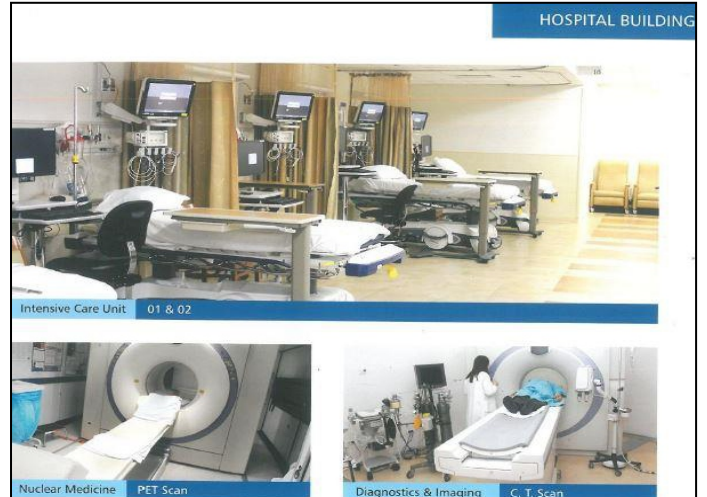 HOSPITAL BUILDING
Intensive Care Unit 01 & 02
Nuclear Medicine PET Scan
Diagnostics & Imaging C. T. Scan